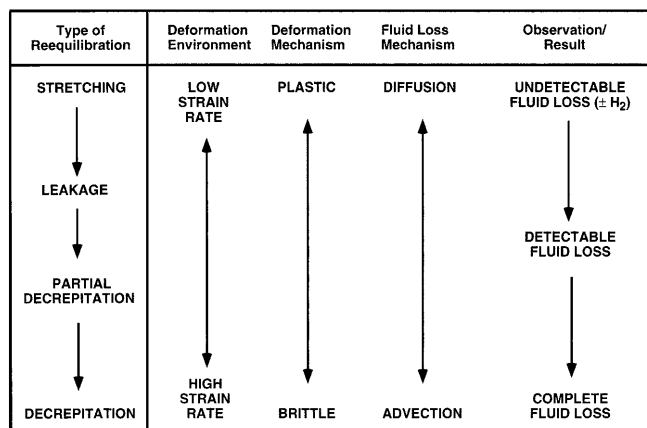 Type of
Reequilibration
Deformation
Environment
Deformation
Mechanism
Fluid Loss
Mechanism
Observation/
Result
STRETCHING
LOW
STRAIN
RATE
PLASTIC
DIFFUSION
UNDETECTABLE
FLUID LOSS (± H₂)
LEAKAGE
DETECTABLE
FLUID LOSS
PARTIAL
DECREPITATION
HIGH
STRAIN
RATE
DECREPITATION
BRITTLE
ADVECTION
COMPLETE
FLUID LOSS